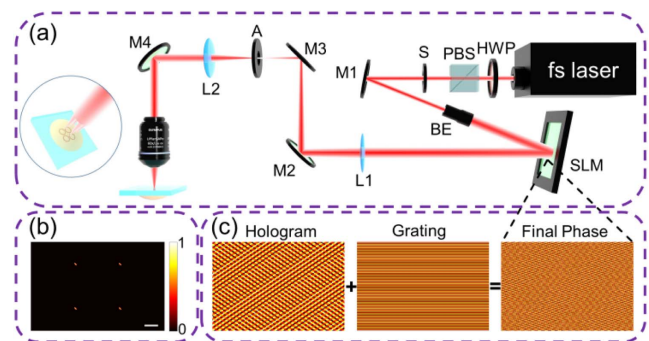 (a)
M4
A
M3
M1
S
PBS
HWP
fs laser
L2
BE
M2
L1
SLM
(b)
1
0
(c)
Hologram
Grating
Final Phase
+
=